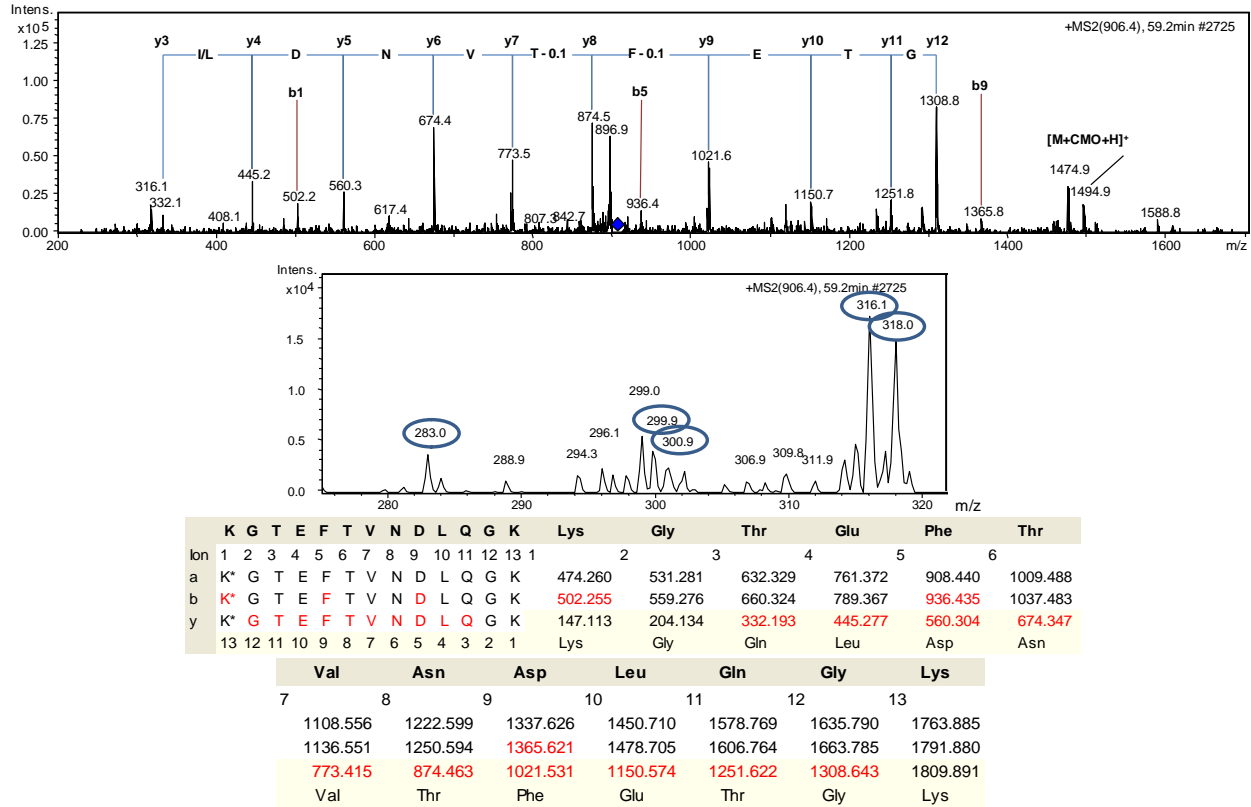 Intens.
x10⁵
+MS2(906.4), 59.2min #2725
y3 I/L y4 D y5 N y6 V y7 T - 0.1 y8 F - 0.1 y9 E y10 T y11 G y12
b1 b5 b9
[M+CMO+H]⁺
1.25
1.00
0.75
0.50
0.25
0.00
316.1
332.1
408.1
445.2
502.2
560.3
617.4
674.4
773.5
807.3
842.7
874.5
896.9
936.4
1021.6
1150.7
1251.8
1308.8
1365.8
1474.9
1494.9
1588.8
200 400 600 800 1000 1200 1400 1600 m/z
Intens.
x10⁴
+MS2(906.4), 59.2min #2725
1.5
1.0
0.5
0.0
283.0
288.9
294.3
296.1
299.0
299.9
300.9
306.9
309.8
311.9
316.1
318.0
280 290 300 310 320 m/z
K G T E F T V N D L Q G K Lys Gly Thr Glu Phe Thr
Ion 1 2 3 4 5 6 7 8 9 10 11 12 13 1 2 3 4 5 6
a K* G T E F T V N D L Q G K 474.260 531.281 632.329 761.372 908.440 1009.488
b K* G T E F T V N D L Q G K 502.255 559.276 660.324 789.367 936.435 1037.483
y K* G T E F T V N D L Q G K 147.113 204.134 332.193 445.277 560.304 674.347
13 12 11 10 9 8 7 6 5 4 3 2 1 Lys Gly Gln Leu Asp Asn
Val Asn Asp Leu Gln Gly Lys
7 8 9 10 11 12 13
1108.556 1222.599 1337.626 1450.710 1578.769 1635.790 1763.885
1136.551 1250.594 1365.621 1478.705 1606.764 1663.785 1791.880
773.415 874.463 1021.531 1150.574 1251.622 1308.643 1809.891
Val Thr Phe Glu Thr Gly Lys